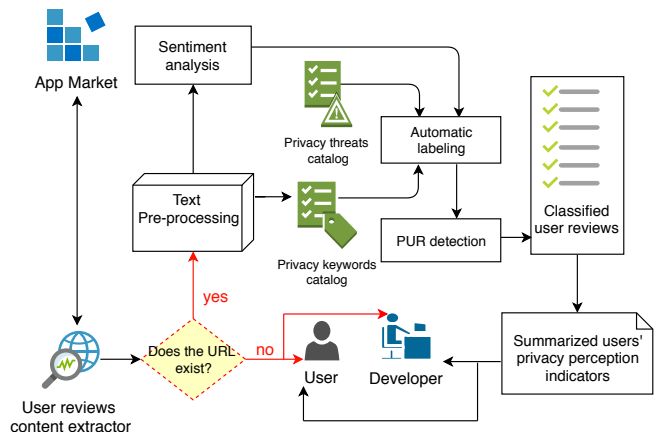 Sentiment
analysis
App Market
Privacy threats
catalog
Automatic
labeling
Text
Pre-processing
Classified
user reviews
PUR detection
Privacy keywords
catalog
yes
Does the URL
exist?
no
User
Developer
Summarized users'
privacy perception
indicators
User reviews
content extractor